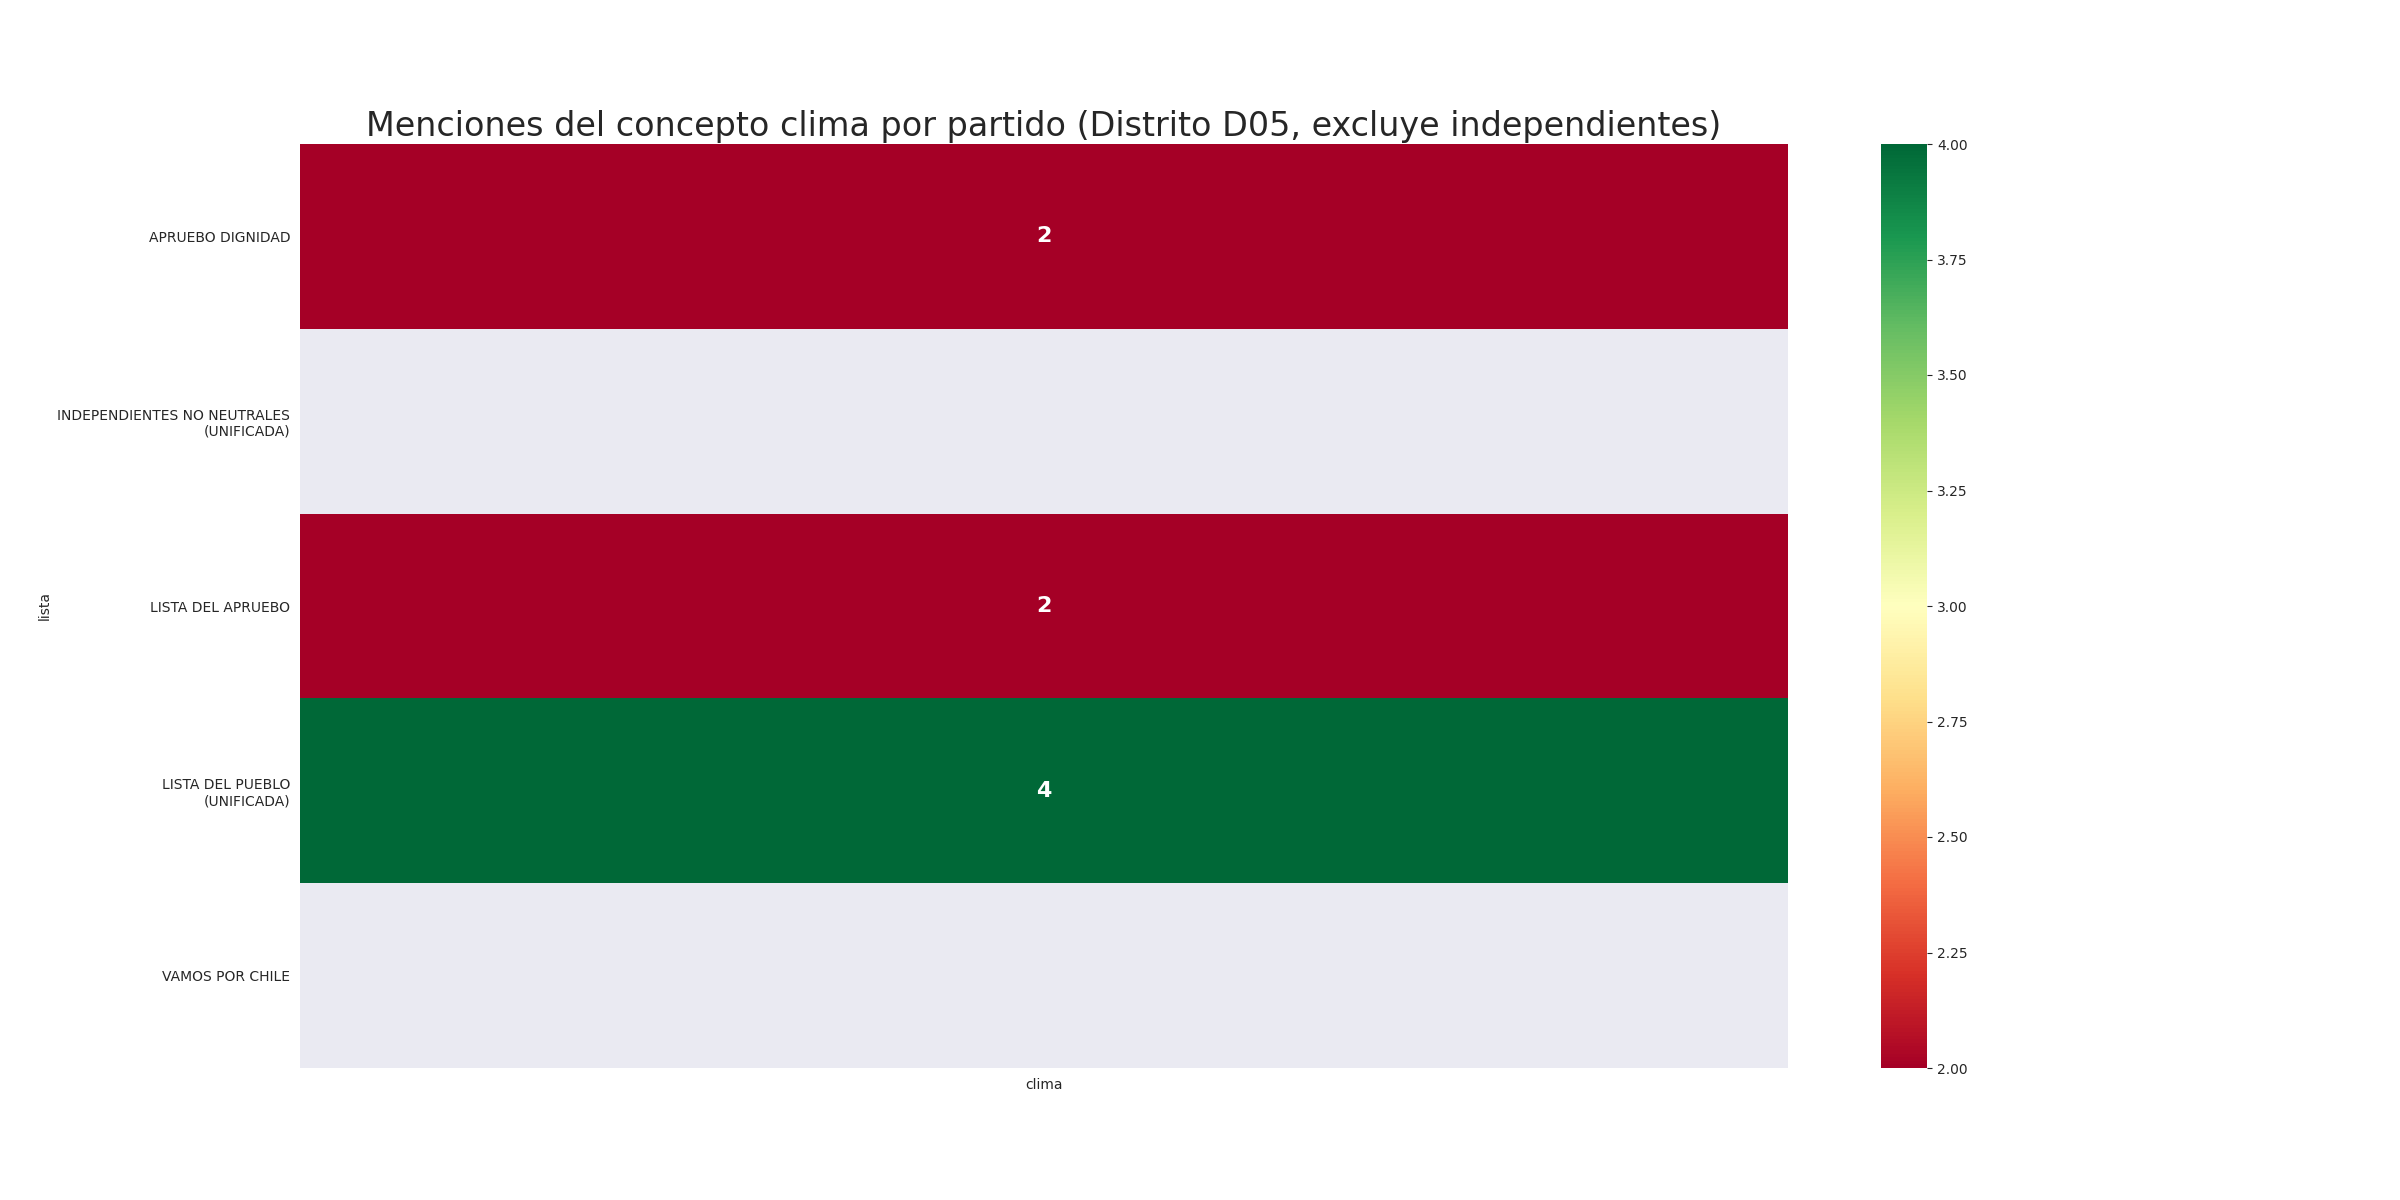 Menciones del concepto clima por partido (Distrito D05, excluye independientes)
lista
APRUEBO DIGNIDAD
2
INDEPENDIENTES NO NEUTRALES
(UNIFICADA)
LISTA DEL APRUEBO
2
LISTA DEL PUEBLO
(UNIFICADA)
4
VAMOS POR CHILE
clima
4.00
3.75
3.50
3.25
3.00
2.75
2.50
2.25
2.00